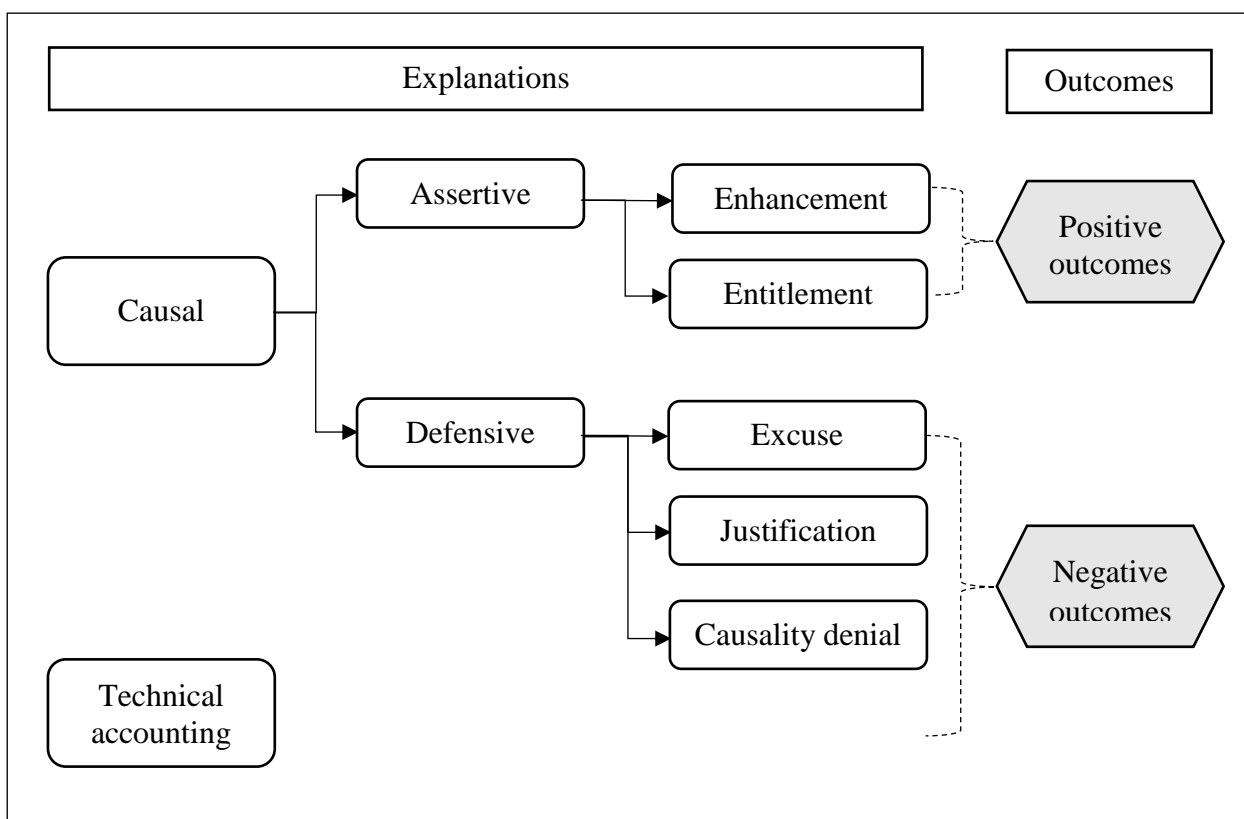 Explanations
Outcomes
Assertive
Enhancement
Positive
outcomes
Entitlement
Causal
Defensive
Excuse
Justification
Negative
outcomes
Causality denial
Technical
accounting